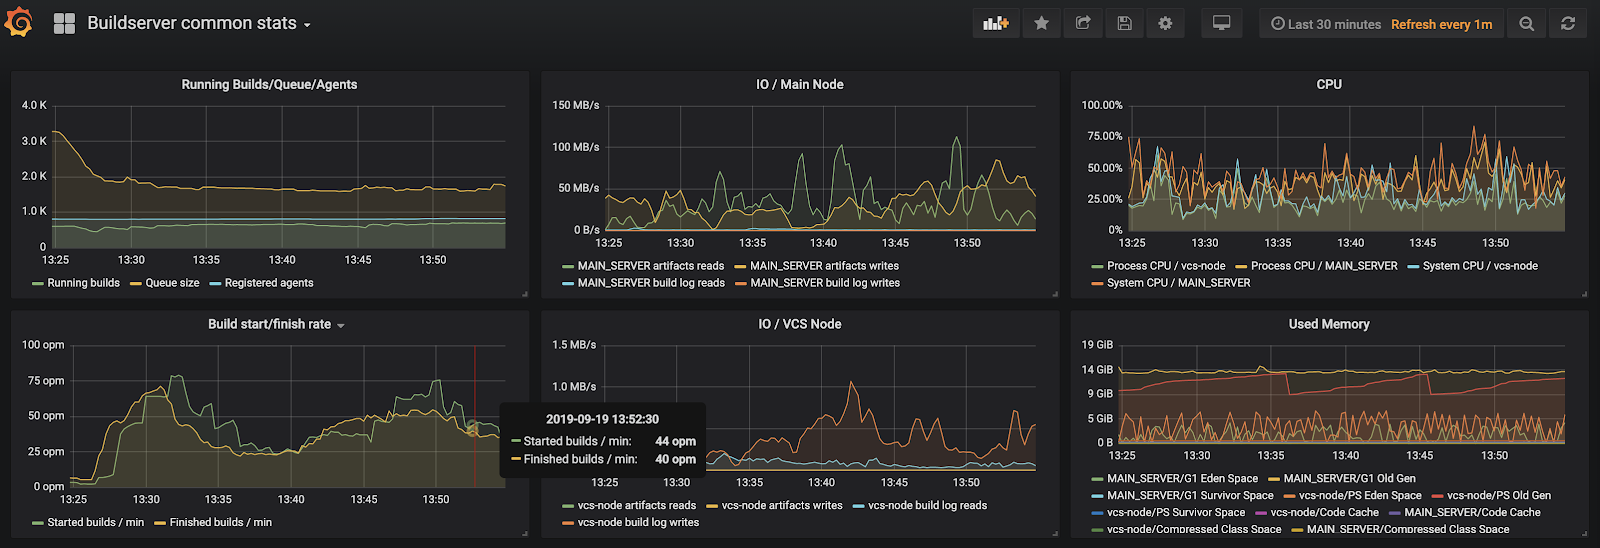 Buildserver common stats
Last 30 minutes Refresh every 1m
Running Builds/Queue/Agents
4.0 K
3.0 K
2.0 K
1.0 K
0
13:25 13:30 13:35 13:40 13:45 13:50
Running builds Queue size Registered agents
IO / Main Node
150 MB/s
100 MB/s
50 MB/s
0 B/s
13:25 13:30 13:35 13:40 13:45 13:50
MAIN_SERVER artifacts reads MAIN_SERVER artifacts writes
MAIN_SERVER build log reads MAIN_SERVER build log writes
CPU
100.00%
75.00%
50.00%
25.00%
0%
13:25 13:30 13:35 13:40 13:45 13:50
Process CPU / vcs-node Process CPU / MAIN_SERVER System CPU / vcs-node
System CPU / MAIN_SERVER
Build start/finish rate
100 opm
75 opm
50 opm
25 opm
0 opm
13:25 13:30 13:35 13:40 13:45 13:50
Started builds / min Finished builds / min
2019-09-19 13:52:30
Started builds / min: 44 opm
Finished builds / min: 40 opm
IO / VCS Node
1.5 MB/s
1.0 MB/s
13:35 13:40 13:45 13:50
vcs-node artifacts reads vcs-node artifacts writes vcs-node build log reads
vcs-node build log writes
Used Memory
19 GiB
14 GiB
9 GiB
5 GiB
0 B
13:25 13:30 13:35 13:40 13:45 13:50
MAIN_SERVER/G1 Eden Space MAIN_SERVER/G1 Old Gen
MAIN_SERVER/G1 Survivor Space vcs-node/PS Eden Space vcs-node/PS Old Gen
vcs-node/PS Survivor Space vcs-node/Code Cache MAIN_SERVER/Code Cache
vcs-node/Compressed Class Space MAIN_SERVER/Compressed Class Space